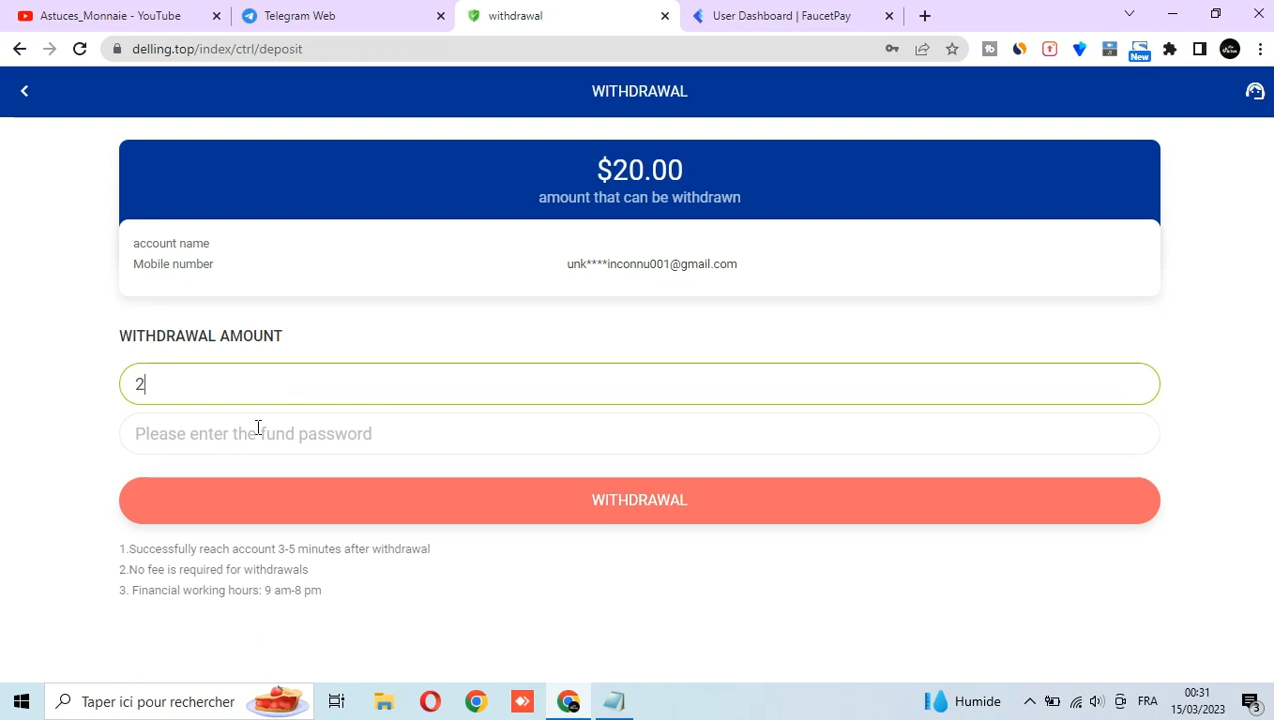 Astuces_Monnaie - YouTube
Telegram Web
withdrawal
User Dashboard | FaucetPay
delling.top/index/ctrl/deposit
New
WITHDRAWAL
$20.00
amount that can be withdrawn
account name
Mobile number unk****inconnu001@gmail.com
WITHDRAWAL AMOUNT
2
Please enter the fund password
WITHDRAWAL
1.Successfully reach account 3-5 minutes after withdrawal
2.No fee is required for withdrawals
3. Financial working hours: 9 am-8 pm
Taper ici pour rechercher
Humide
FRA
00:31
15/03/2023
3